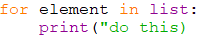 for element in list:
    print("do this)